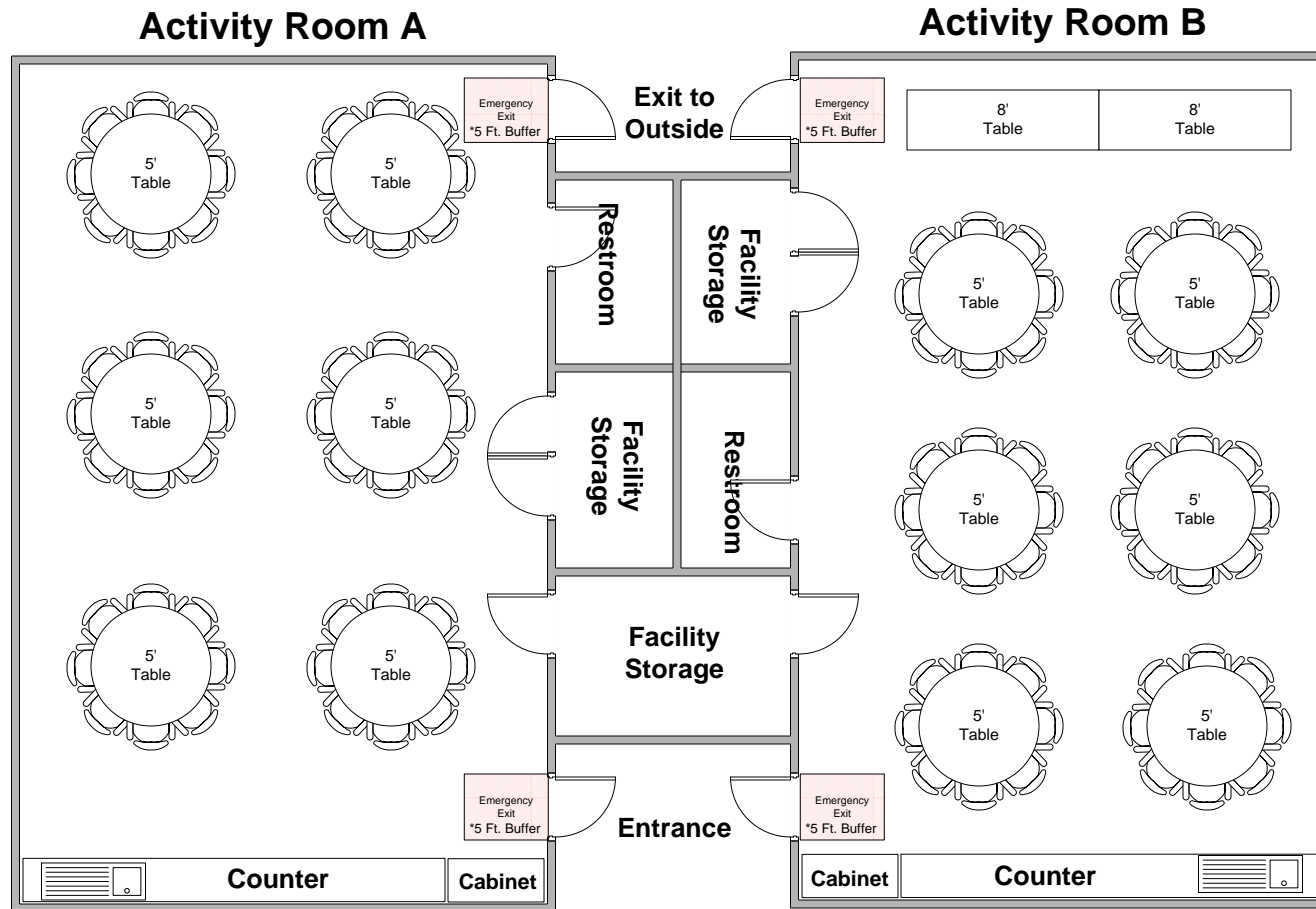 Activity Room A
Activity Room B
Emergency
Exit
*5 Ft. Buffer
Exit to
Outside
Emergency
Exit
*5 Ft. Buffer
8'
Table
8'
Table
5'
Table
5'
Table
Restroom
Facility
Storage
5'
Table
5'
Table
5'
Table
5'
Table
Facility
Storage
Restroom
5'
Table
5'
Table
5'
Table
5'
Table
Facility
Storage
5'
Table
5'
Table
Emergency
Exit
*5 Ft. Buffer
Entrance
Emergency
Exit
*5 Ft. Buffer
Counter
Cabinet
Cabinet
Counter